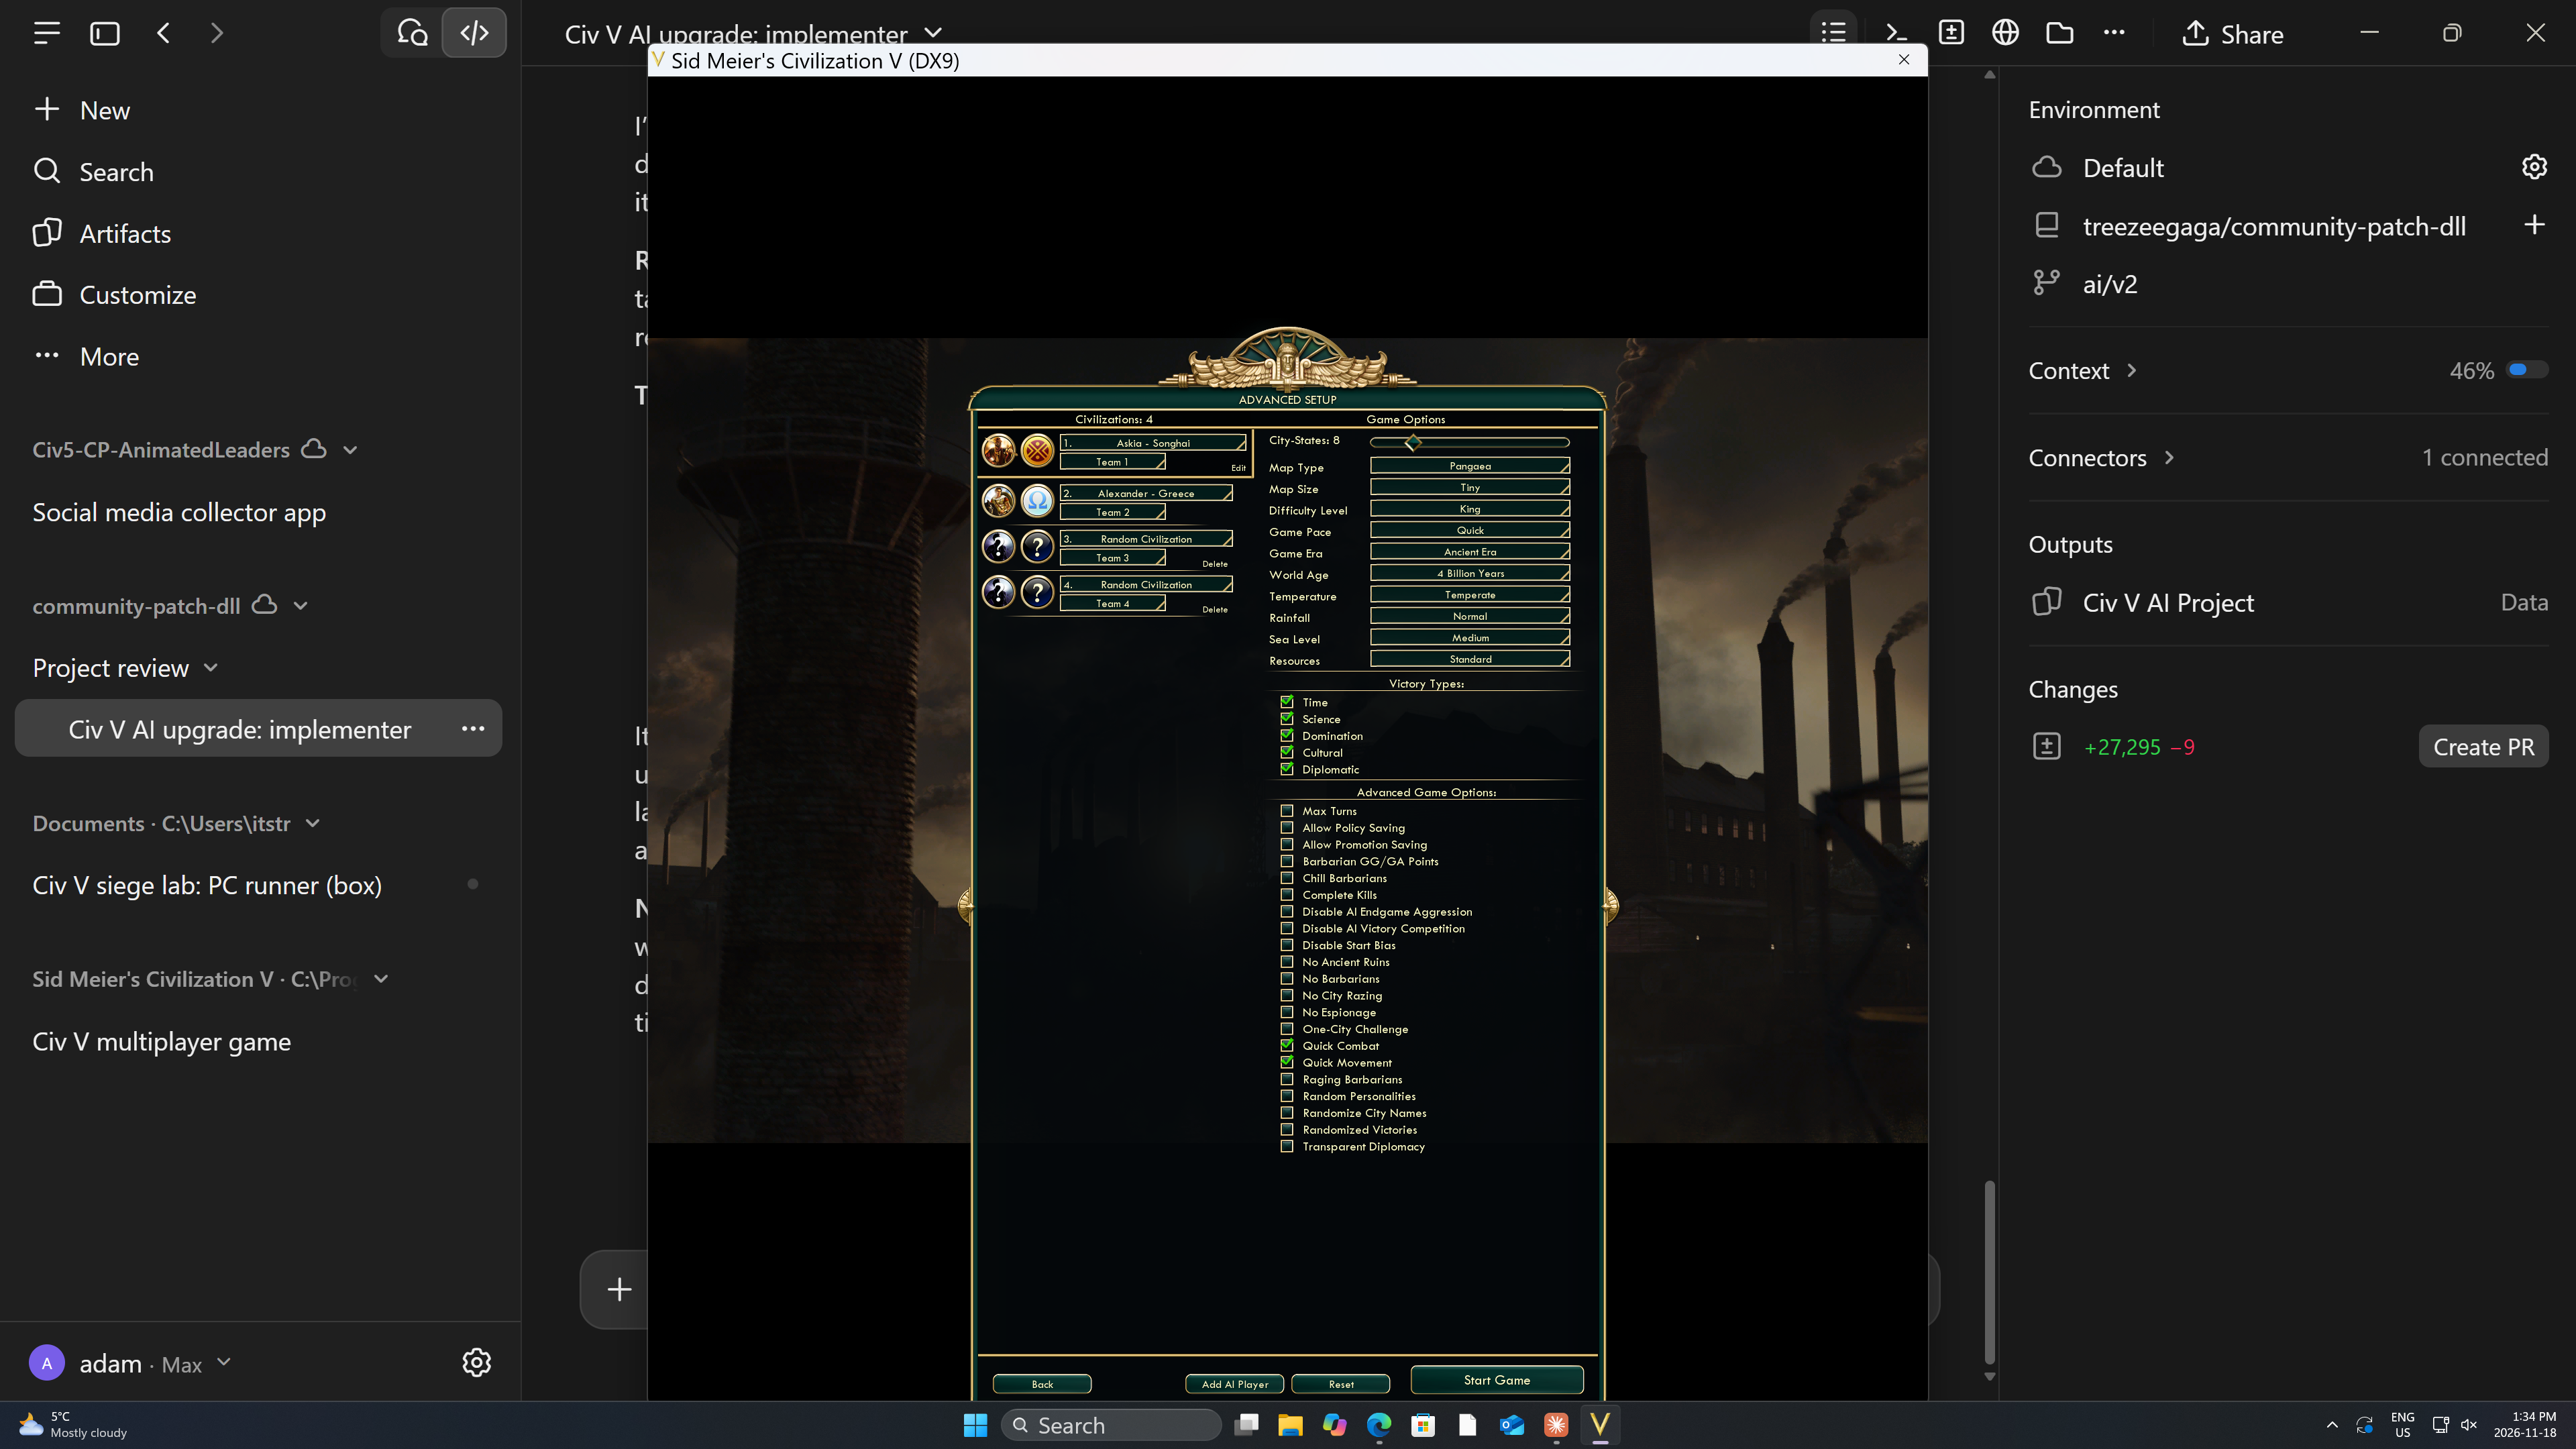 Civ V AI upgrade: implementer
Share
New
Search
Artifacts
Customize
More
Civ5-CP-AnimatedLeaders
Social media collector app
community-patch-dll
Project review
Civ V AI upgrade: implementer
Documents · C:\Users\itstr
Civ V siege lab: PC runner (box)
Sid Meier's Civilization V · C:\Prog
Civ V multiplayer game
A
adam · Max
Sid Meier's Civilization V (DX9)
ADVANCED SETUP
Civilizations: 4
1. Askia - Songhai
Team 1
Edit
2. Alexander - Greece
Team 2
3. Random Civilization
Team 3
Delete
4. Random Civilization
Team 4
Delete
Game Options
City-States: 8
Map Type Pangaea
Map Size Tiny
Difficulty Level King
Game Pace Quick
Game Era Ancient Era
World Age 4 Billion Years
Temperature Temperate
Rainfall Normal
Sea Level Medium
Resources Standard
Victory Types:
Time
Science
Domination
Cultural
Diplomatic
Advanced Game Options:
Max Turns
Allow Policy Saving
Allow Promotion Saving
Barbarian GG/GA Points
Chill Barbarians
Complete Kills
Disable AI Endgame Aggression
Disable AI Victory Competition
Disable Start Bias
No Ancient Ruins
No Barbarians
No City Razing
No Espionage
One-City Challenge
Quick Combat
Quick Movement
Raging Barbarians
Random Personalities
Randomize City Names
Randomized Victories
Transparent Diplomacy
Back
Add AI Player
Reset
Start Game
Environment
Default
treezeegaga/community-patch-dll
ai/v2
Context 46%
Connectors 1 connected
Outputs
Civ V AI Project Data
Changes
+27,295 −9
Create PR
5°C
Mostly cloudy
Search
ENG
US
1:34 PM
2026-11-18